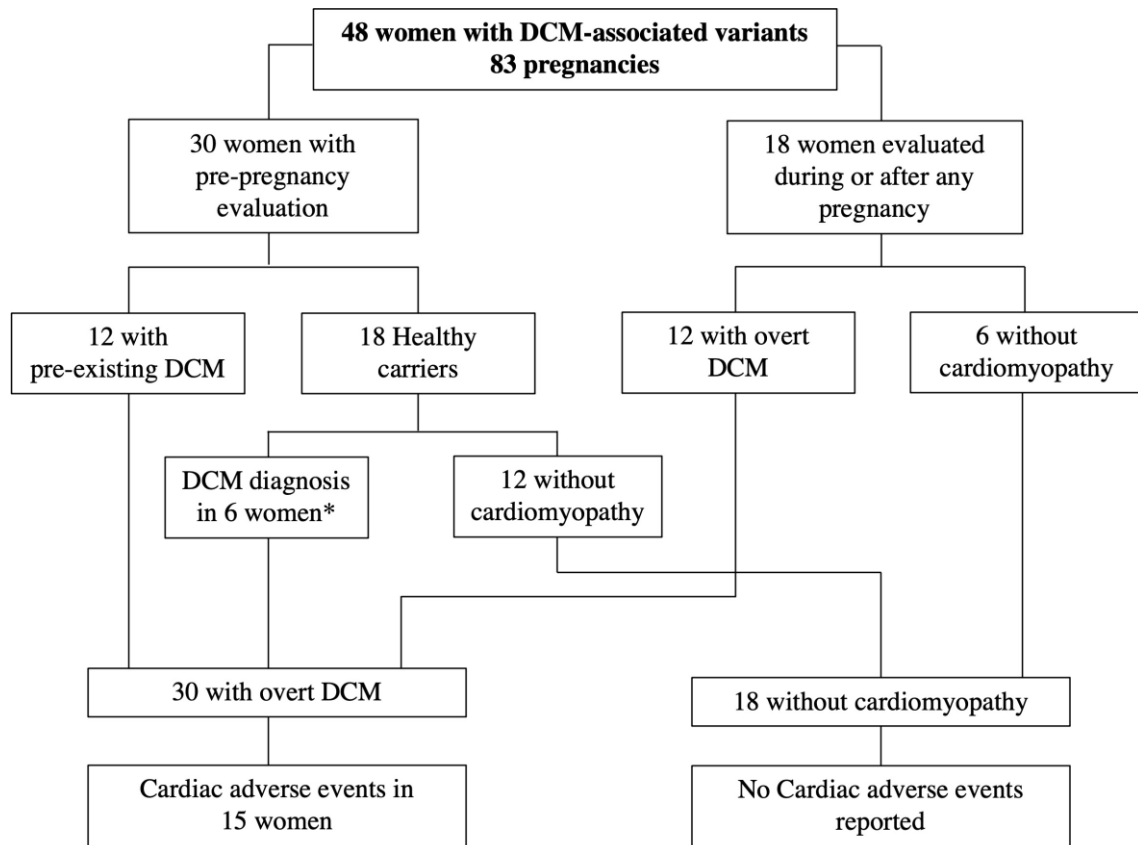 48 women with DCM-associated variants
83 pregnancies
30 women with
pre-pregnancy
evaluation
18 women evaluated
during or after any
pregnancy
12 with
pre-existing DCM
18 Healthy
carriers
12 with overt
DCM
6 without
cardiomyopathy
DCM diagnosis
in 6 women*
12 without
cardiomyopathy
30 with overt DCM
18 without cardiomyopathy
Cardiac adverse events in
15 women
No Cardiac adverse events
reported